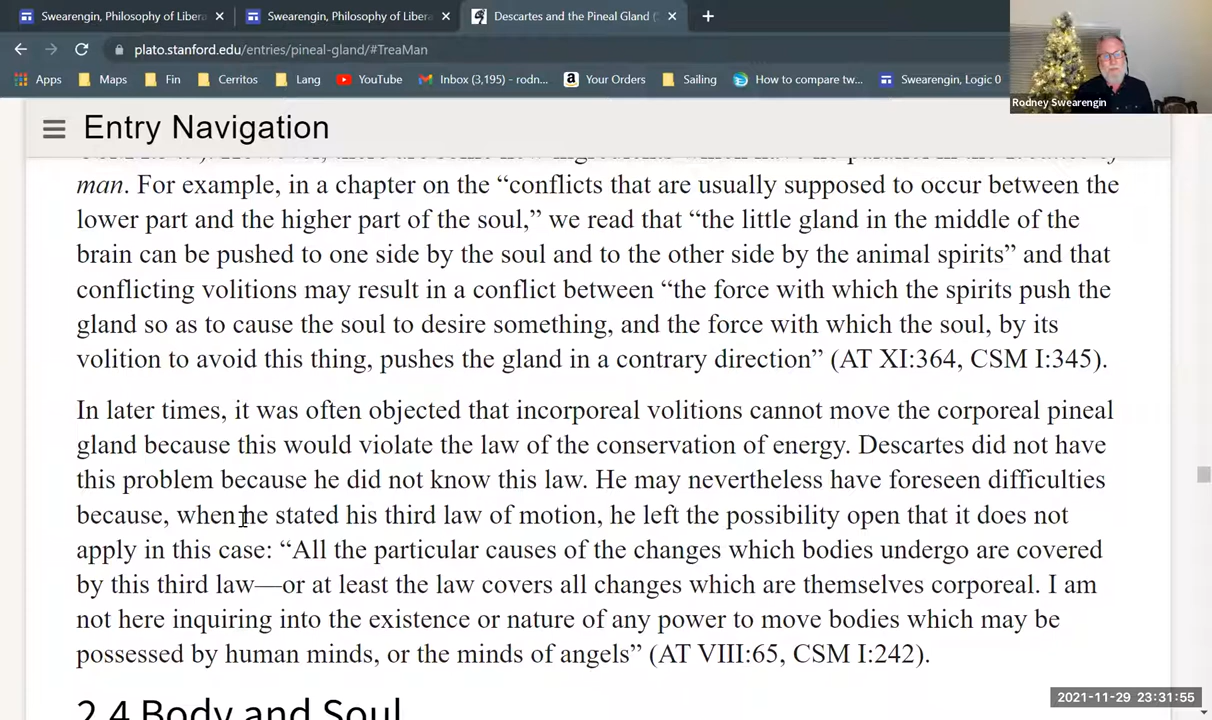 Swearengin, Philosophy of Libera
Swearengin, Philosophy of Libera
Descartes and the Pineal Gland (
plato.stanford.edu/entries/pineal-gland/#TreaMan
Apps Maps Fin Cerritos Lang YouTube Inbox (3,195) - rodn... Your Orders Sailing How to compare tw... Swearengin, Logic 0
Rodney Swearengin
Entry Navigation
man. For example, in a chapter on the “conflicts that are usually supposed to occur between the
lower part and the higher part of the soul,” we read that “the little gland in the middle of the
brain can be pushed to one side by the soul and to the other side by the animal spirits” and that
conflicting volitions may result in a conflict between “the force with which the spirits push the
gland so as to cause the soul to desire something, and the force with which the soul, by its
volition to avoid this thing, pushes the gland in a contrary direction” (AT XI:364, CSM I:345).
In later times, it was often objected that incorporeal volitions cannot move the corporeal pineal
gland because this would violate the law of the conservation of energy. Descartes did not have
this problem because he did not know this law. He may nevertheless have foreseen difficulties
because, when he stated his third law of motion, he left the possibility open that it does not
apply in this case: “All the particular causes of the changes which bodies undergo are covered
by this third law—or at least the law covers all changes which are themselves corporeal. I am
not here inquiring into the existence or nature of any power to move bodies which may be
possessed by human minds, or the minds of angels” (AT VIII:65, CSM I:242).
2.4 Body and Soul
2021-11-29 23:31:55